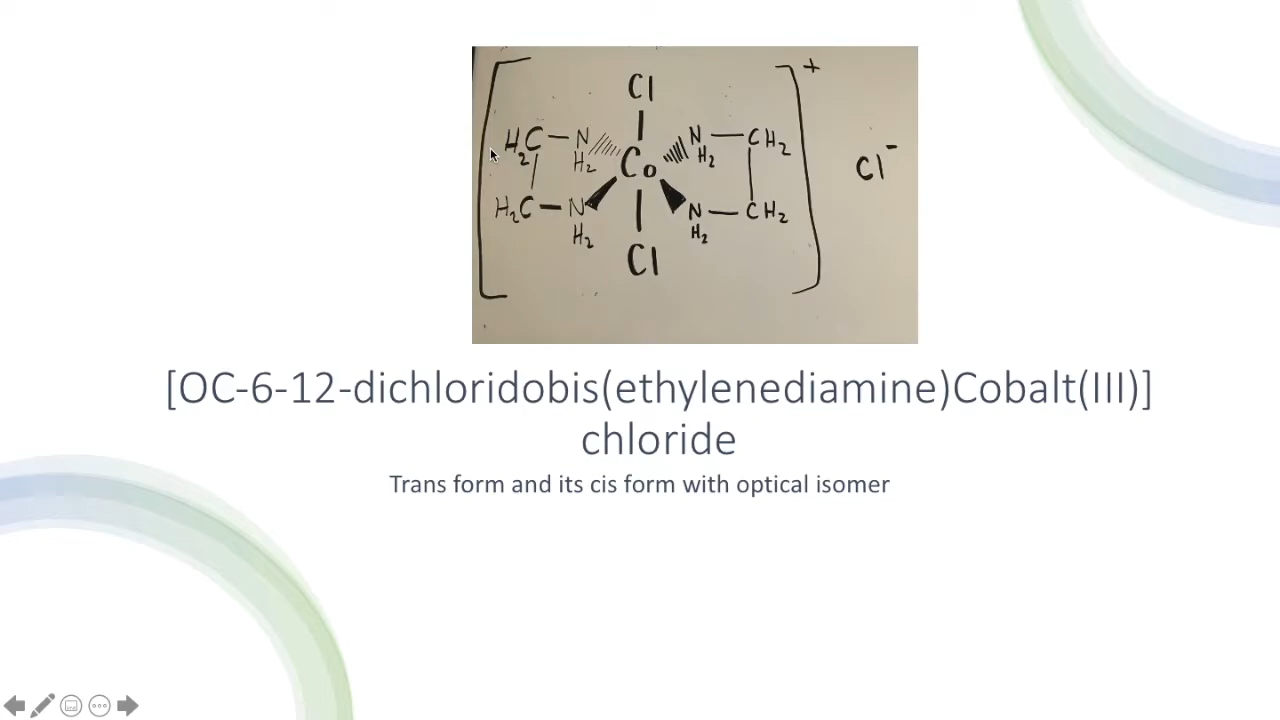 Cl
[ ]+
H2C—N N—CH2
H2 Co H2 Cl-
H2C—N N—CH2
H2 H2
Cl
[OC-6-12-dichloridobis(ethylenediamine)Cobalt(III)]
chloride
Trans form and its cis form with optical isomer